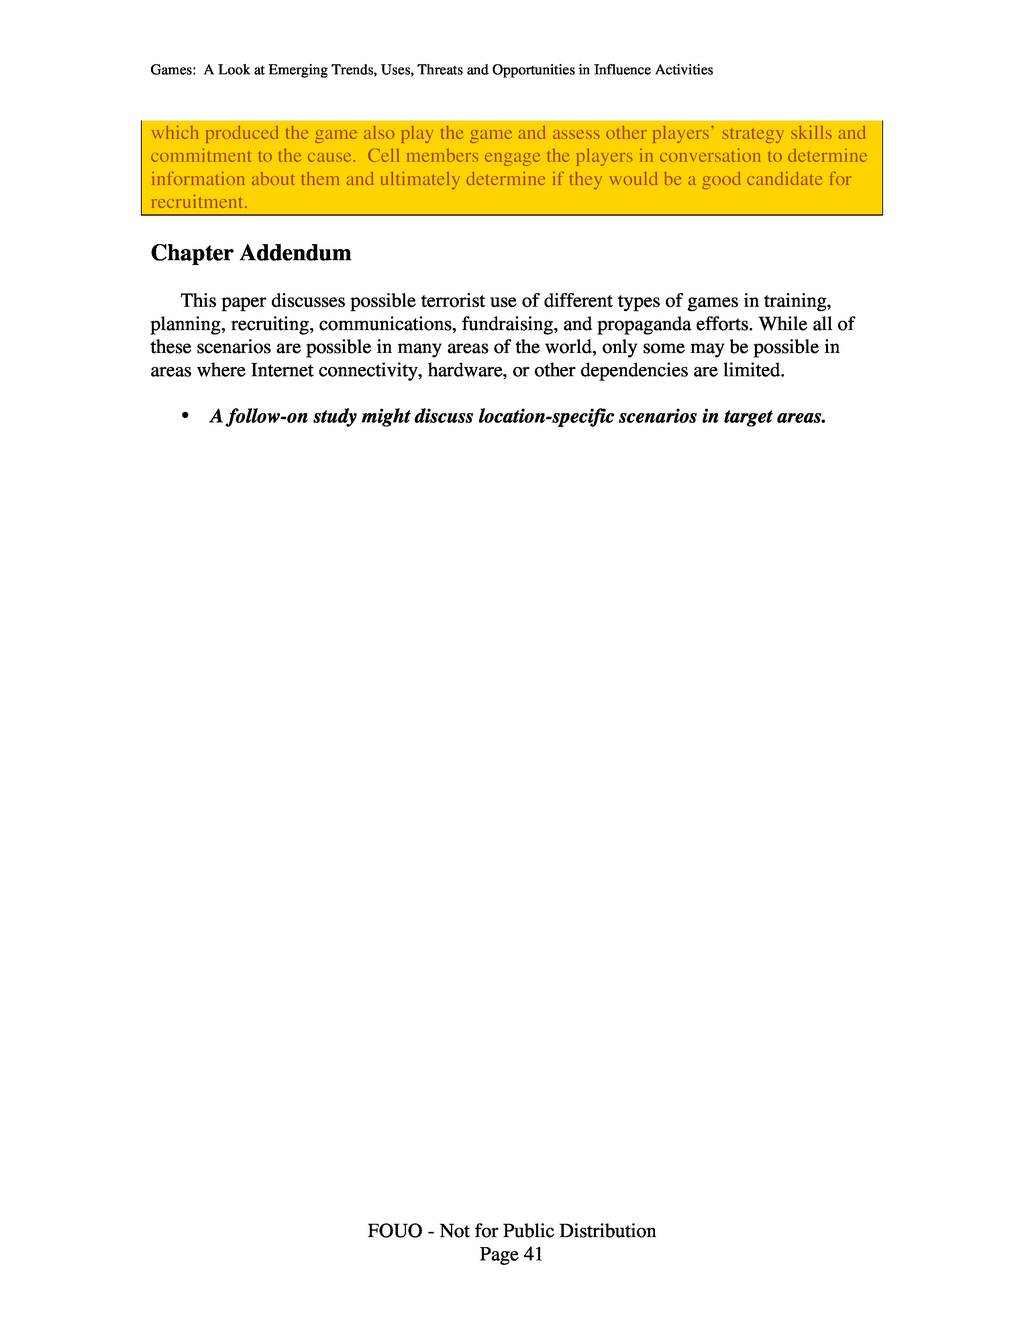 Games:  A Look at Emerging Trends, Uses, Threats and Opportunities in Influence Activities
which produced the game also play the game and assess other players’ strategy skills and
commitment to the cause.  Cell members engage the players in conversation to determine
information about them and ultimately determine if they would be a good candidate for
recruitment.
Chapter Addendum
This paper discusses possible terrorist use of different types of games in training,
planning, recruiting, communications, fundraising, and propaganda efforts. While all of
these scenarios are possible in many areas of the world, only some may be possible in
areas where Internet connectivity, hardware, or other dependencies are limited.
• A follow-on study might discuss location-specific scenarios in target areas.
FOUO - Not for Public Distribution
Page 41